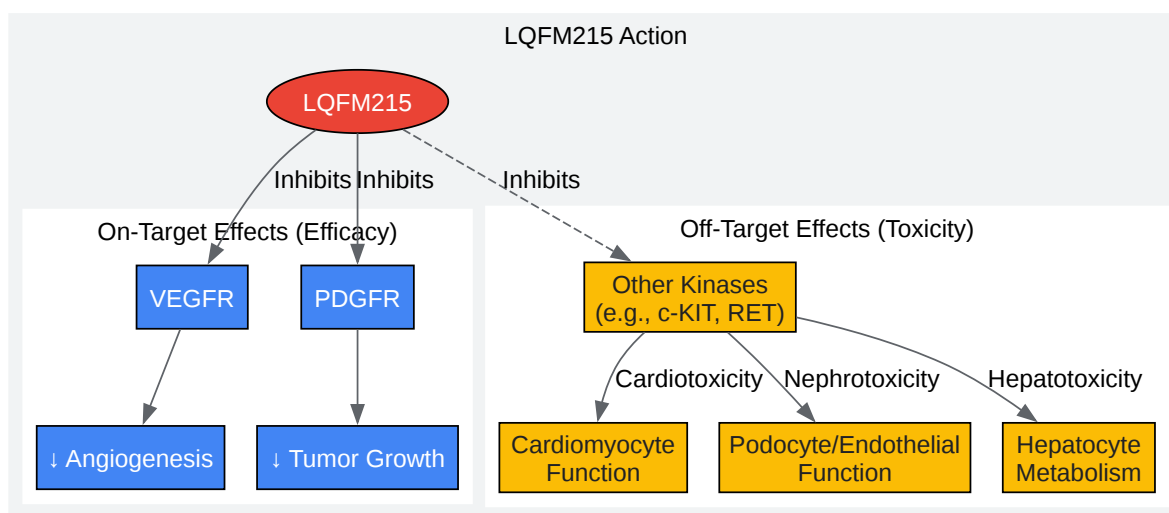 LQFM215 Action
LQFM215
Inhibits
Inhibits
Inhibits
On-Target Effects (Efficacy)
Off-Target Effects (Toxicity)
VEGFR
PDGFR
Other Kinases
(e.g., c-KIT, RET)
Cardiotoxicity
Nephrotoxicity
Hepatotoxicity
↓ Angiogenesis
↓ Tumor Growth
Cardiomyocyte
Function
Podocyte/Endothelial
Function
Hepatocyte
Metabolism